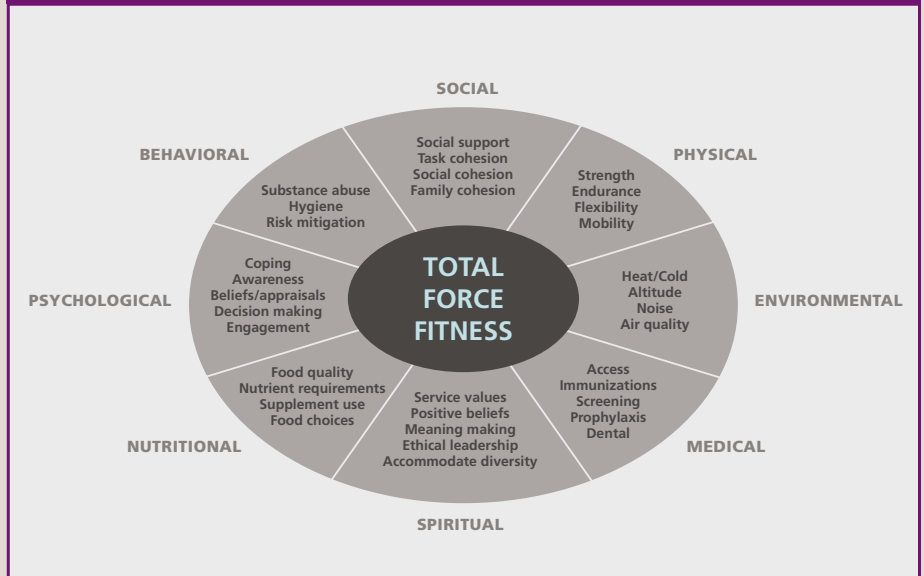 SOCIAL
Social support
Task cohesion
Social cohesion
Family cohesion
PHYSICAL
Strength
Endurance
Flexibility
Mobility
ENVIRONMENTAL
Heat/Cold
Altitude
Noise
Air quality
MEDICAL
Access
Immunizations
Screening
Prophylaxis
Dental
SPIRITUAL
Service values
Positive beliefs
Meaning making
Ethical leadership
Accommodate diversity
NUTRITIONAL
Food quality
Nutrient requirements
Supplement use
Food choices
PSYCHOLOGICAL
Coping
Awareness
Beliefs/appraisals
Decision making
Engagement
BEHAVIORAL
Substance abuse
Hygiene
Risk mitigation
TOTAL
FORCE
FITNESS